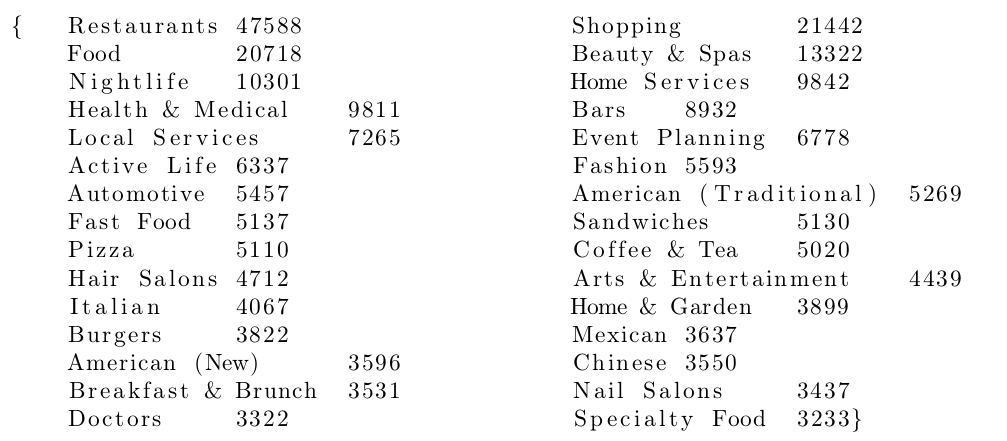 { Restaurants 47588 Shopping 21442
Food 20718 Beauty & Spas 13322
Nightlife 10301 Home Services 9842
Health & Medical 9811 Bars 8932
Local Services 7265 Event Planning 6778
Active Life 6337 Fashion 5593
Automotive 5457 American (Traditional) 5269
Fast Food 5137 Sandwiches 5130
Pizza 5110 Coffee & Tea 5020
Hair Salons 4712 Arts & Entertainment 4439
Italian 4067 Home & Garden 3899
Burgers 3822 Mexican 3637
American (New) 3596 Chinese 3550
Breakfast & Brunch 3531 Nail Salons 3437
Doctors 3322 Specialty Food 3233}